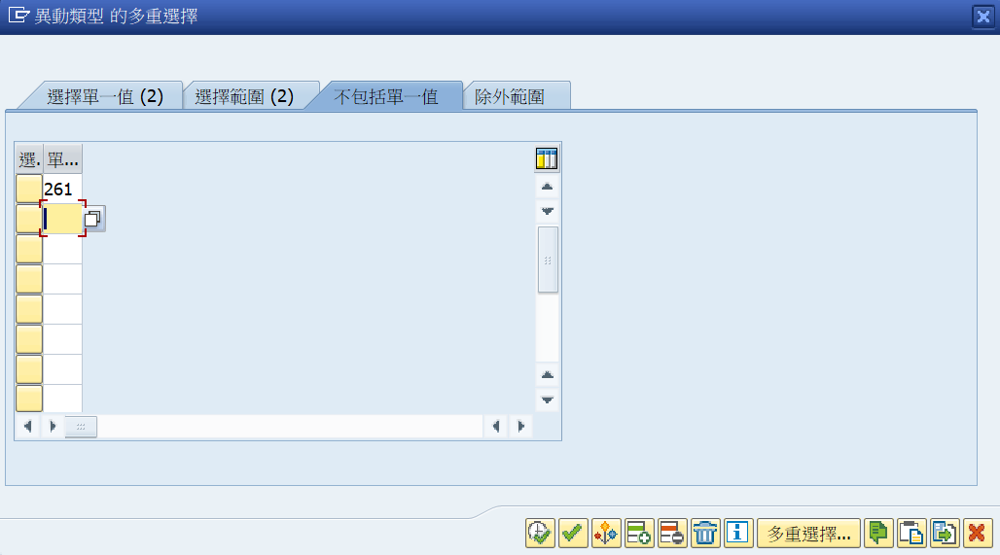 異動類型 的多重選擇
選擇單一值 (2) 選擇範圍 (2) 不包括單一值 除外範圍
選. 單...
261
多重選擇...